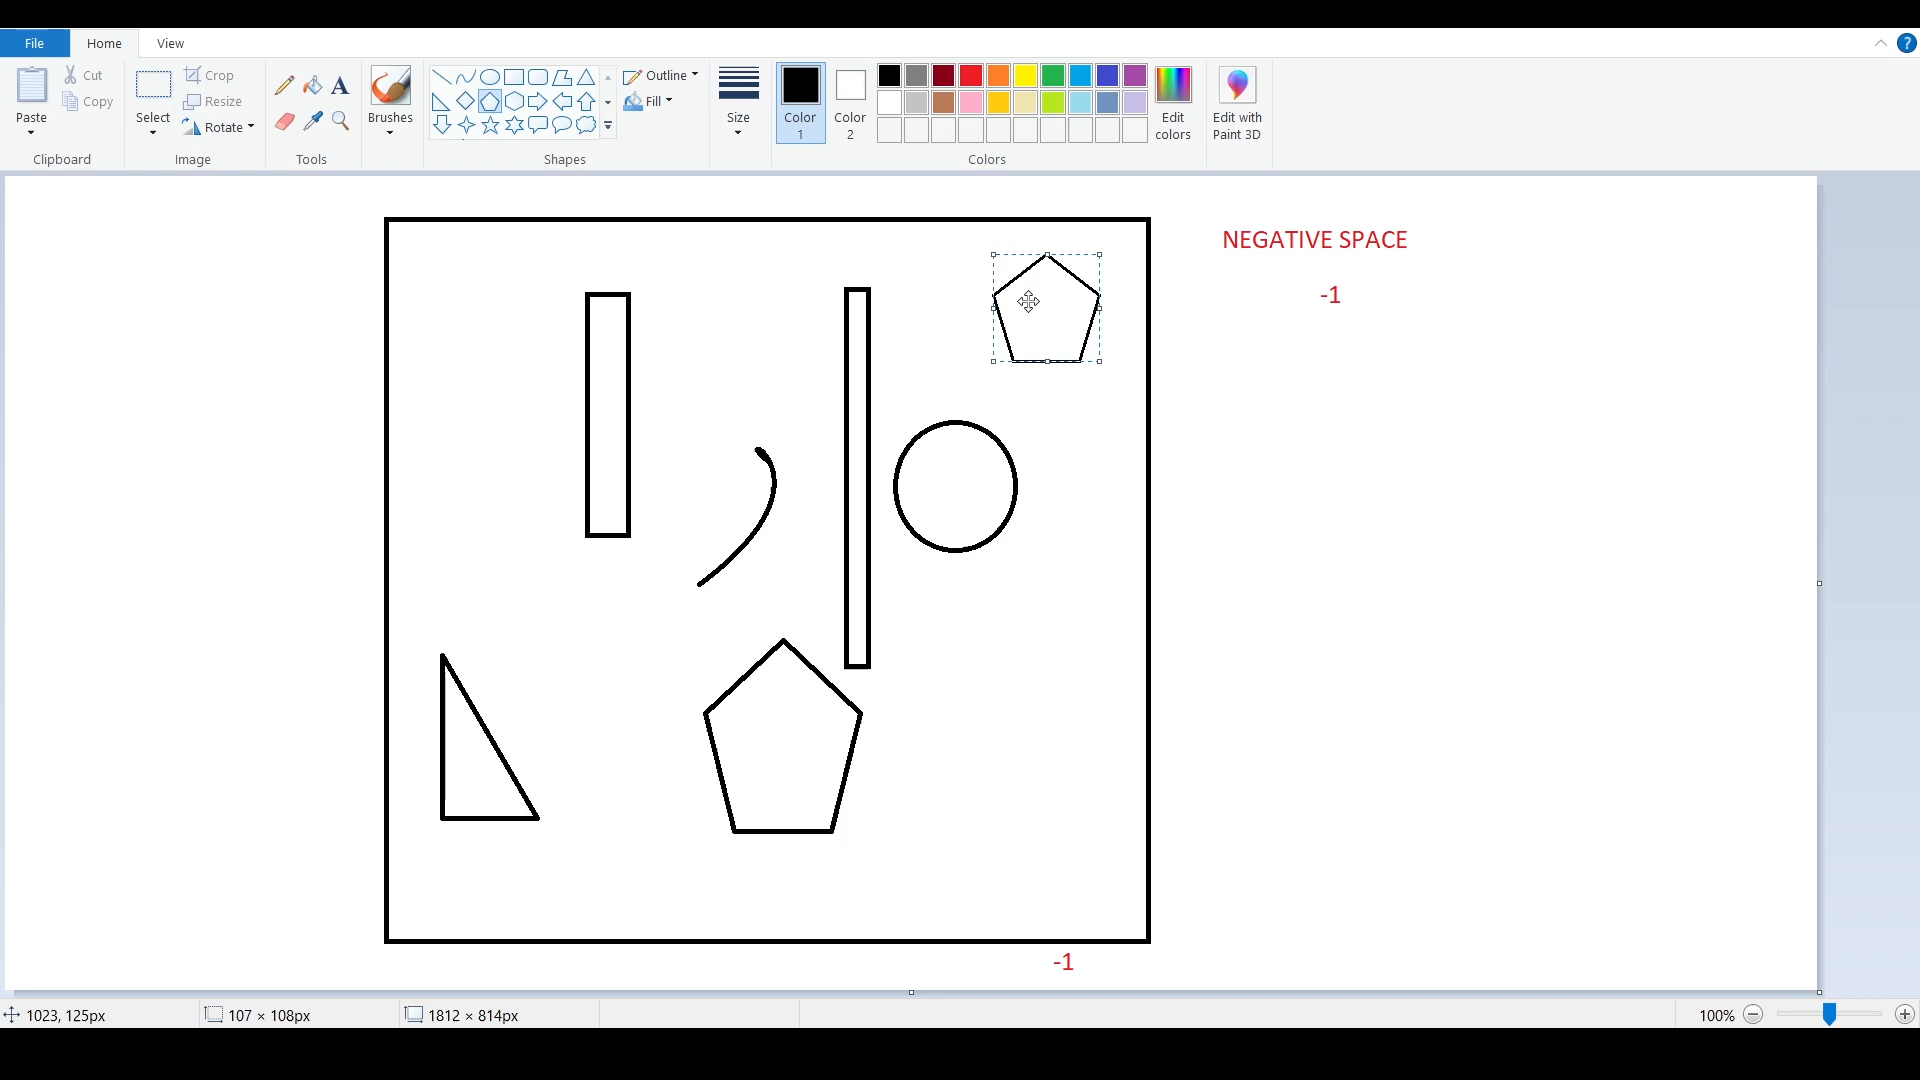 File Home View
Paste Cut Copy Clipboard
Select Crop Resize Rotate Image
Tools
Brushes
Shapes
Outline Fill
Size
Color 1
Color 2
Edit colors
Colors
Edit with Paint 3D
NEGATIVE SPACE
-1
-1
1023, 125px 107 × 108px 1812 × 814px 100%